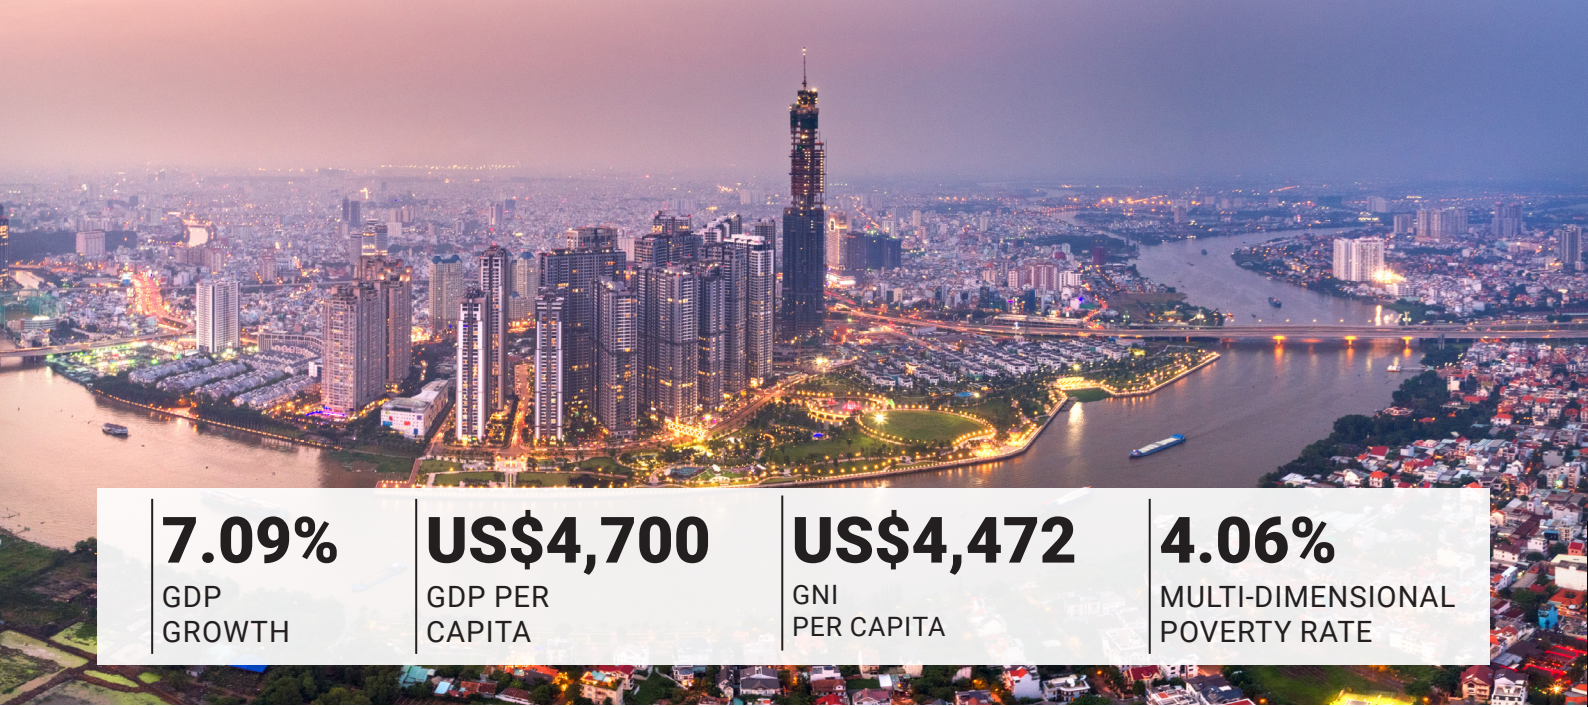 7.09%
GDP
GROWTH
US$4,700
GDP PER
CAPITA
US$4,472
GNI
PER CAPITA
4.06%
MULTI-DIMENSIONAL
POVERTY RATE